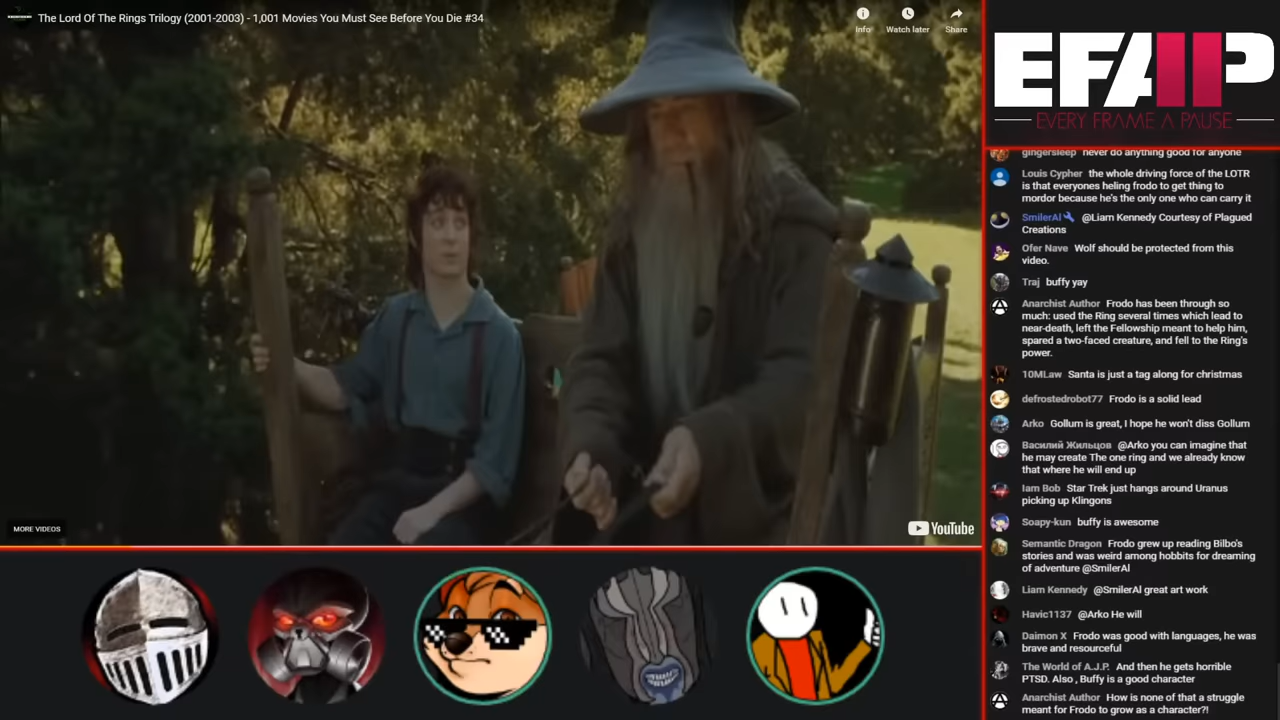 The Lord Of The Rings Trilogy (2001-2003) - 1,001 Movies You Must See Before You Die #34
Info
Watch later
Share
MORE VIDEOS
YouTube
EFAP
EVERY FRAME A PAUSE
gingersleep never do anything good for anyone
Louis Cypher the whole driving force of the LOTR
is that everyones heling frodo to get thing to
mordor because he's the only one who can carry it
SmilerAl @Liam Kennedy Courtesy of Plagued
Creations
Ofer Nave Wolf should be protected from this
video.
Traj buffy yay
Anarchist Author Frodo has been through so
much: used the Ring several times which lead to
near-death, left the Fellowship meant to help him,
spared a two-faced creature, and fell to the Ring's
power.
10MLaw Santa is just a tag along for christmas
defrostedrobot77 Frodo is a solid lead
Arko Gollum is great, I hope he won't diss Gollum
Василий Жильцов @Arko you can imagine that
he may create The one ring and we already know
that where he will end up
Iam Bob Star Trek just hangs around Uranus
picking up Klingons
Soapy-kun buffy is awesome
Semantic Dragon Frodo grew up reading Bilbo's
stories and was weird among hobbits for dreaming
of adventure @SmilerAl
Liam Kennedy @SmilerAl great art work
Havic1137 @Arko He will
Daimon X Frodo was good with languages, he was
brave and resourceful
The World of A.J.P. And then he gets horrible
PTSD. Also , Buffy is a good character
Anarchist Author How is none of that a struggle
meant for Frodo to grow as a character?!